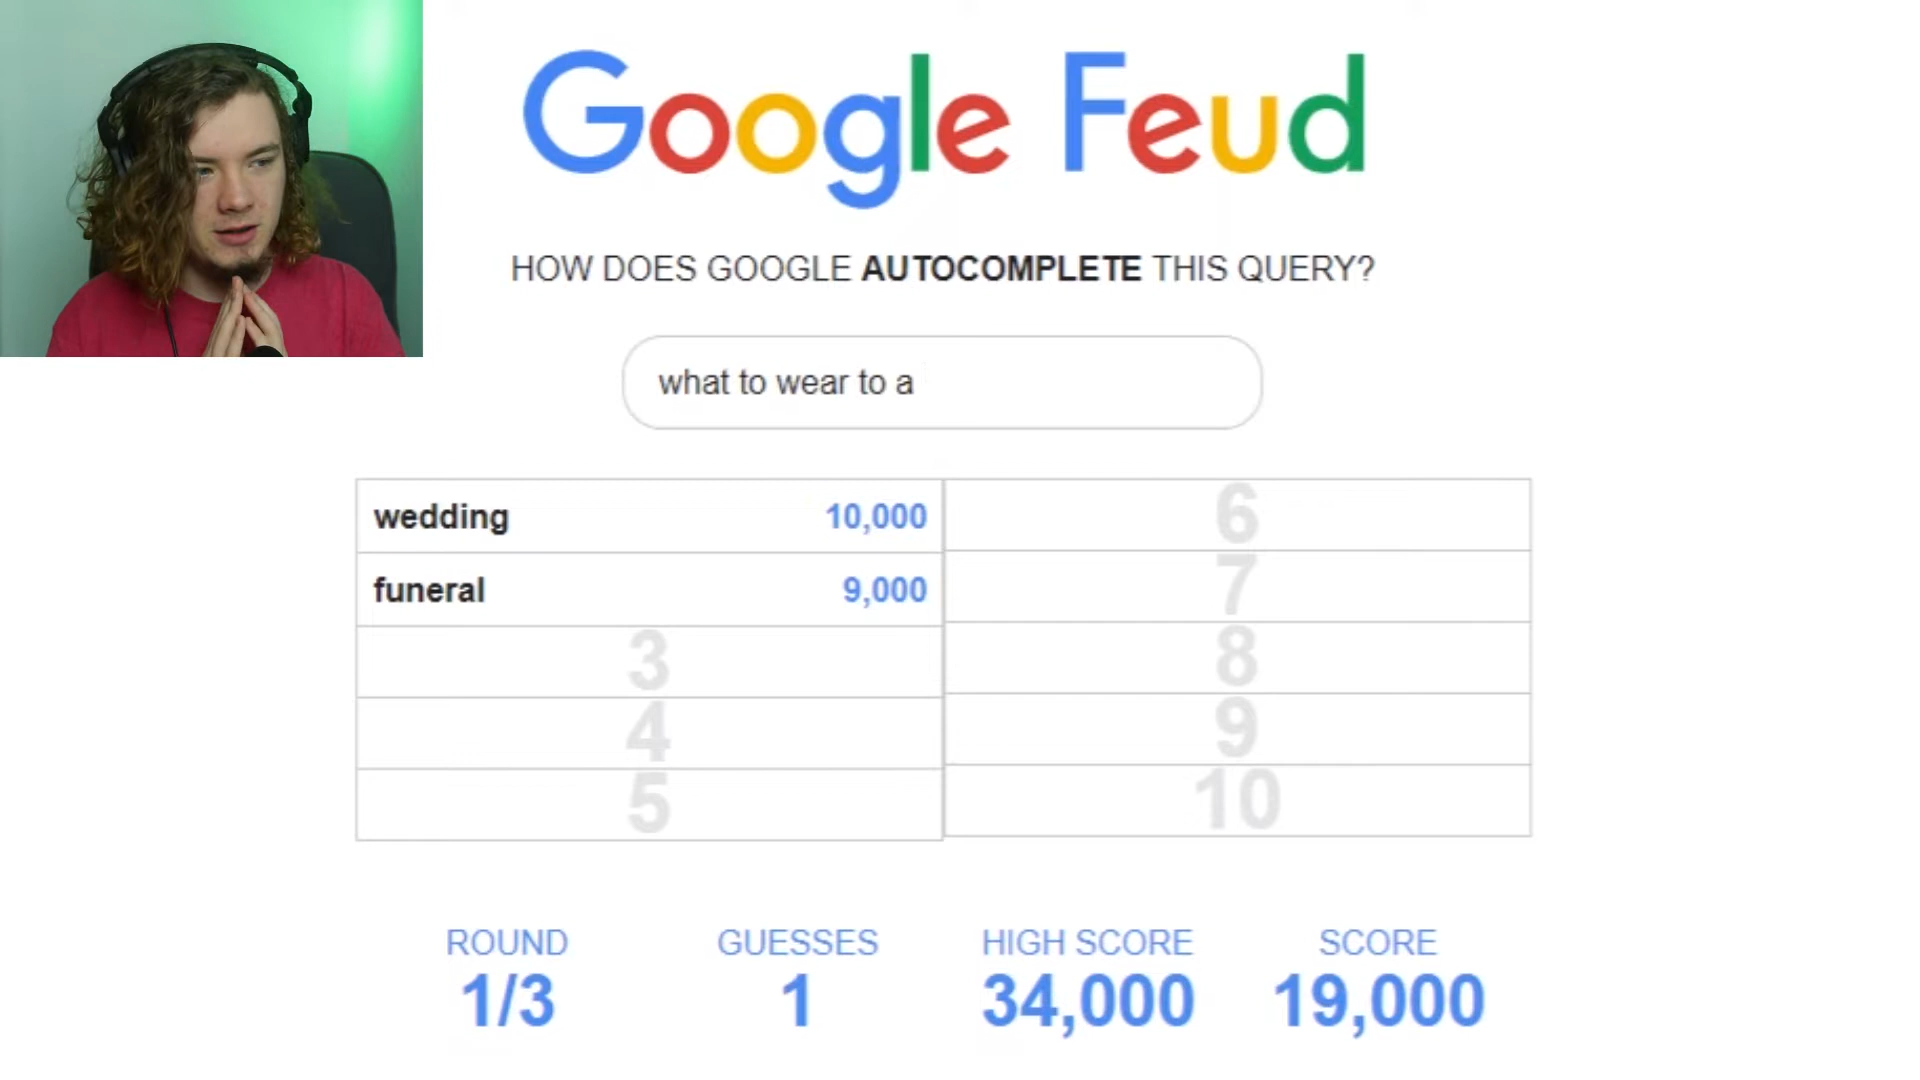 Google Feud
HOW DOES GOOGLE AUTOCOMPLETE THIS QUERY?
what to wear to a
wedding 10,000
funeral 9,000
3
4
5
6
7
8
9
10
ROUND GUESSES HIGH SCORE SCORE
1/3 1 34,000 19,000